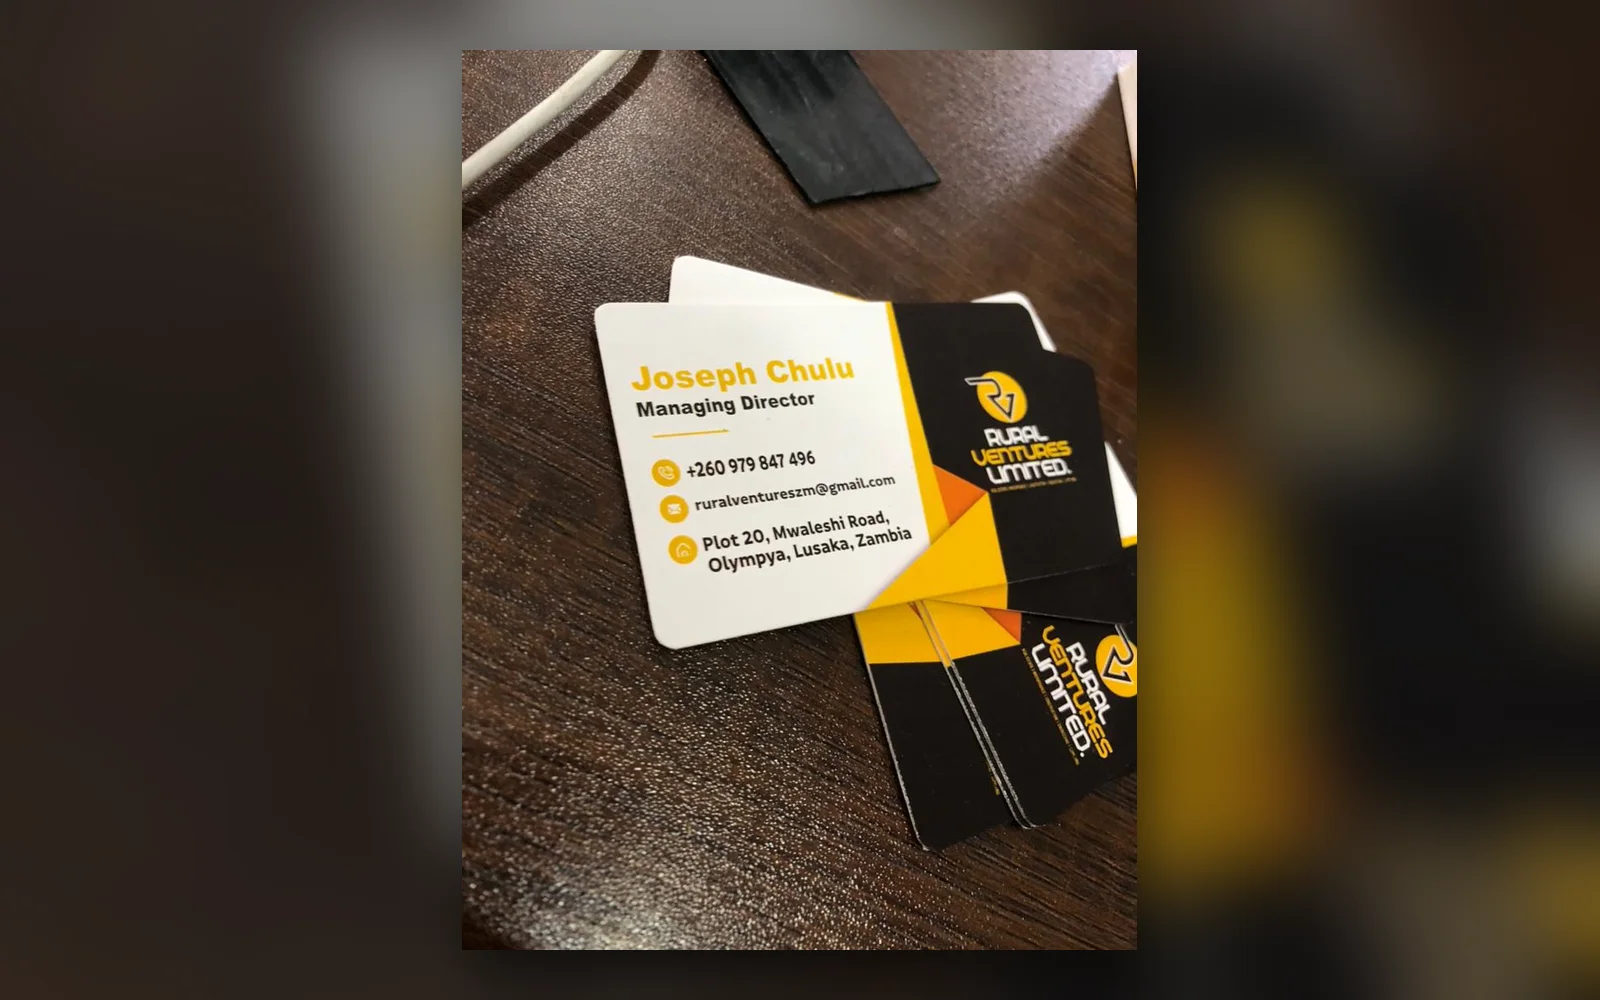 Joseph Chulu
Managing Director
+260 979 847 496
ruralventureszm@gmail.com
Plot 20, Mwaleshi Road,
Olympya, Lusaka, Zambia
RURAL
VENTURES
LIMITED.
RURAL
VENTURES
LIMITED.